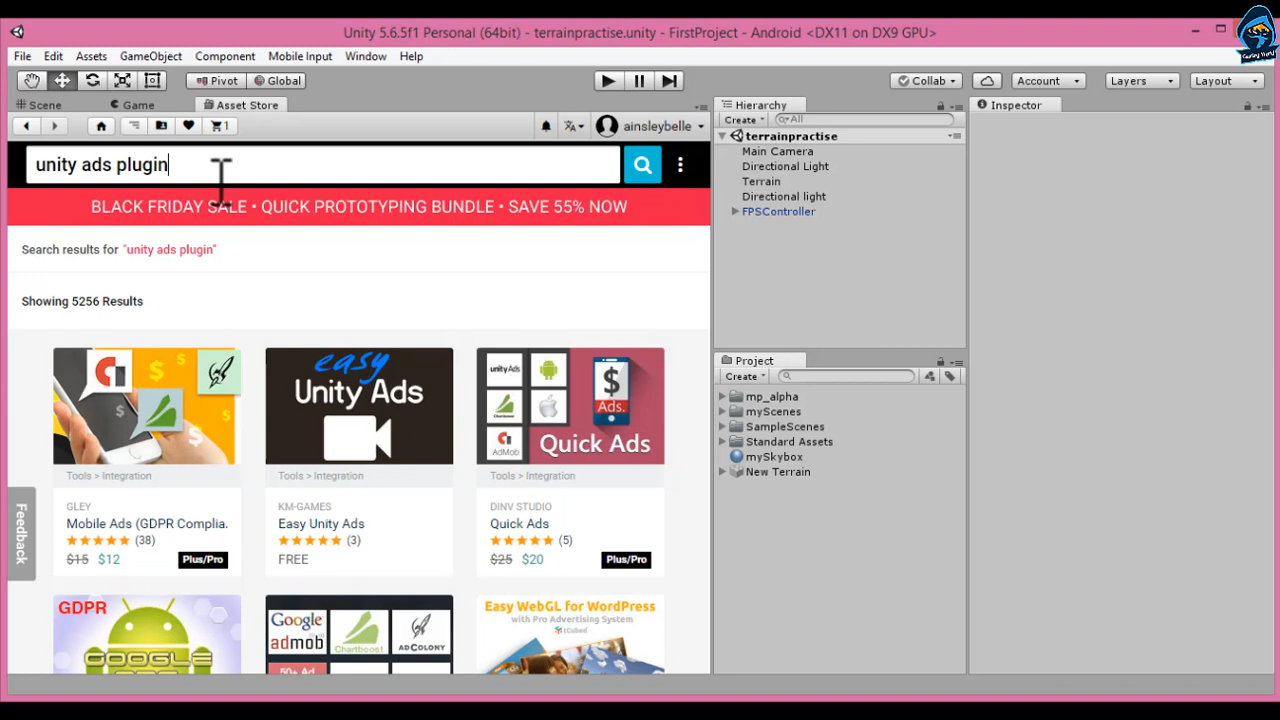 Unity 5.6.5f1 Personal (64bit) - terrainpractise.unity - FirstProject - Android <DX11 on DX9 GPU>
File Edit Assets GameObject Component Mobile Input Window Help
Pivot Global Collab Account Layers Layout
Scene Game Asset Store
1 ainsleybelle
unity ads plugin
BLACK FRIDAY SALE • QUICK PROTOTYPING BUNDLE • SAVE 55% NOW
Search results for "unity ads plugin"
Showing 5256 Results
easy
Unity Ads
unity Ads
AdMob
$
Ads.
Quick Ads
Tools > Integration
Tools > Integration
Tools > Integration
GLEY
Mobile Ads (GDPR Complia.
(38)
$15 $12 Plus/Pro
KM-GAMES
Easy Unity Ads
(3)
FREE
DINV STUDIO
Quick Ads
(5)
$25 $20 Plus/Pro
Feedback
GDPR
Google
admob
Chartboost
ADCOLONY
50+ Ad
Easy WebGL for WordPress
with Pro Advertising System
tCubed
Hierarchy
Create All
terrainpractise
Main Camera
Directional Light
Terrain
Directional light
FPSController
Project
Create
mp_alpha
myScenes
SampleScenes
Standard Assets
mySkybox
New Terrain
Inspector